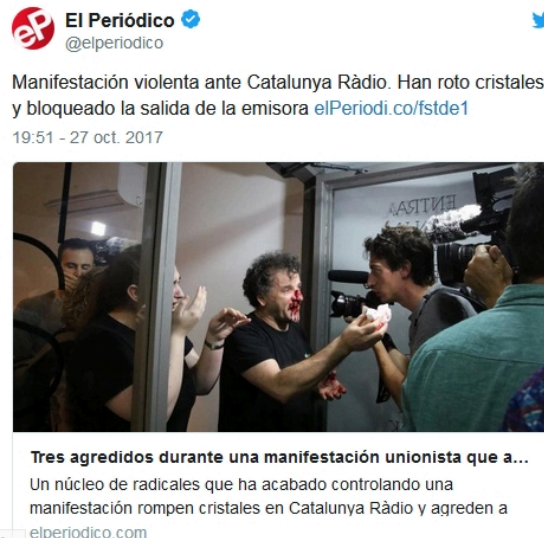 eP El Periódico
@elperiodico
Manifestación violenta ante Catalunya Ràdio. Han roto cristales
y bloqueado la salida de la emisora elPeriodi.co/fstde1
19:51 - 27 oct. 2017
ENTRA
Tres agredidos durante una manifestación unionista que a...
Un núcleo de radicales que ha acabado controlando una
manifestación rompen cristales en Catalunya Ràdio y agreden a
elperiodico.com